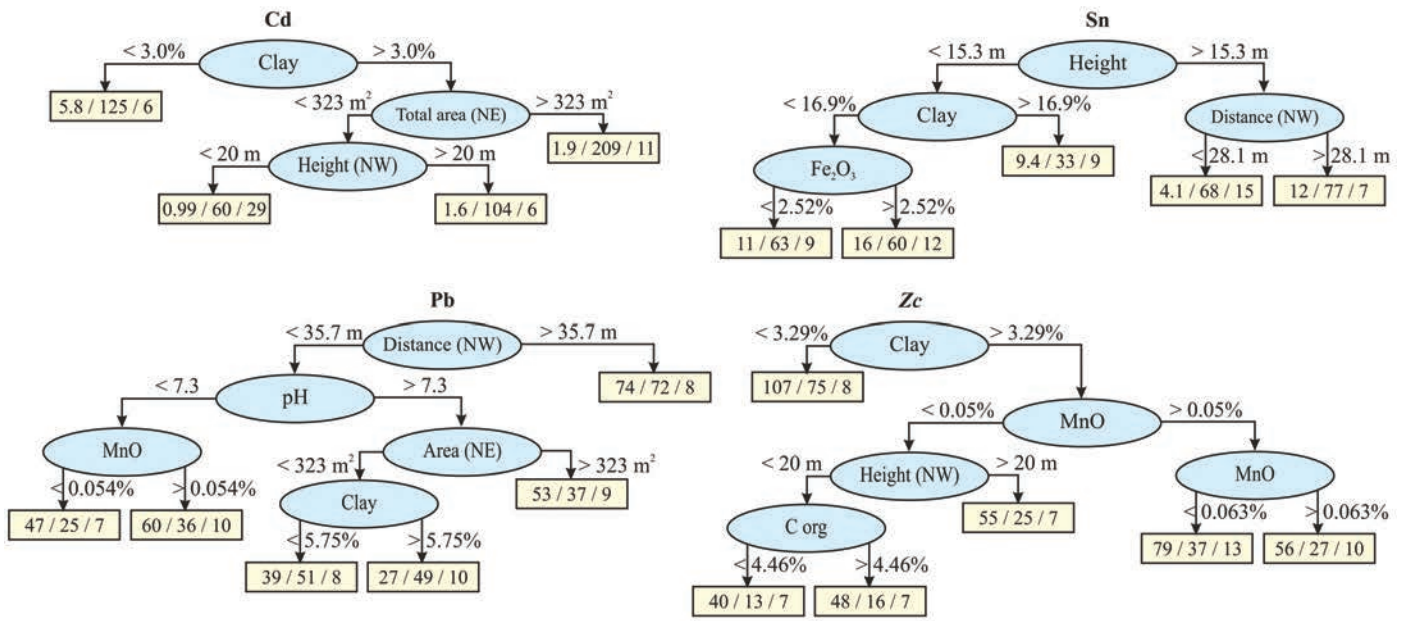 Cd
< 3.0%
> 3.0%
Clay
5.8 / 125 / 6
< 323 m²
> 323 m²
Total area (NE)
1.9 / 209 / 11
< 20 m
> 20 m
Height (NW)
0.99 / 60 / 29
1.6 / 104 / 6
Sn
< 15.3 m
> 15.3 m
Height
< 16.9%
> 16.9%
Clay
Distance (NW)
9.4 / 33 / 9
< 28.1 m
> 28.1 m
Fe₂O₃
4.1 / 68 / 15
12 / 77 / 7
< 2.52%
> 2.52%
11 / 63 / 9
16 / 60 / 12
Pb
< 35.7 m
> 35.7 m
Distance (NW)
74 / 72 / 8
< 7.3
> 7.3
pH
MnO
Area (NE)
< 0.054%
> 0.054%
< 323 m²
> 323 m²
47 / 25 / 7
60 / 36 / 10
Clay
53 / 37 / 9
< 5.75%
> 5.75%
39 / 51 / 8
27 / 49 / 10
Zc
< 3.29%
> 3.29%
Clay
107 / 75 / 8
< 0.05%
> 0.05%
MnO
< 20 m
> 20 m
Height (NW)
MnO
55 / 25 / 7
< 0.063%
> 0.063%
C org
79 / 37 / 13
56 / 27 / 10
< 4.46%
> 4.46%
40 / 13 / 7
48 / 16 / 7